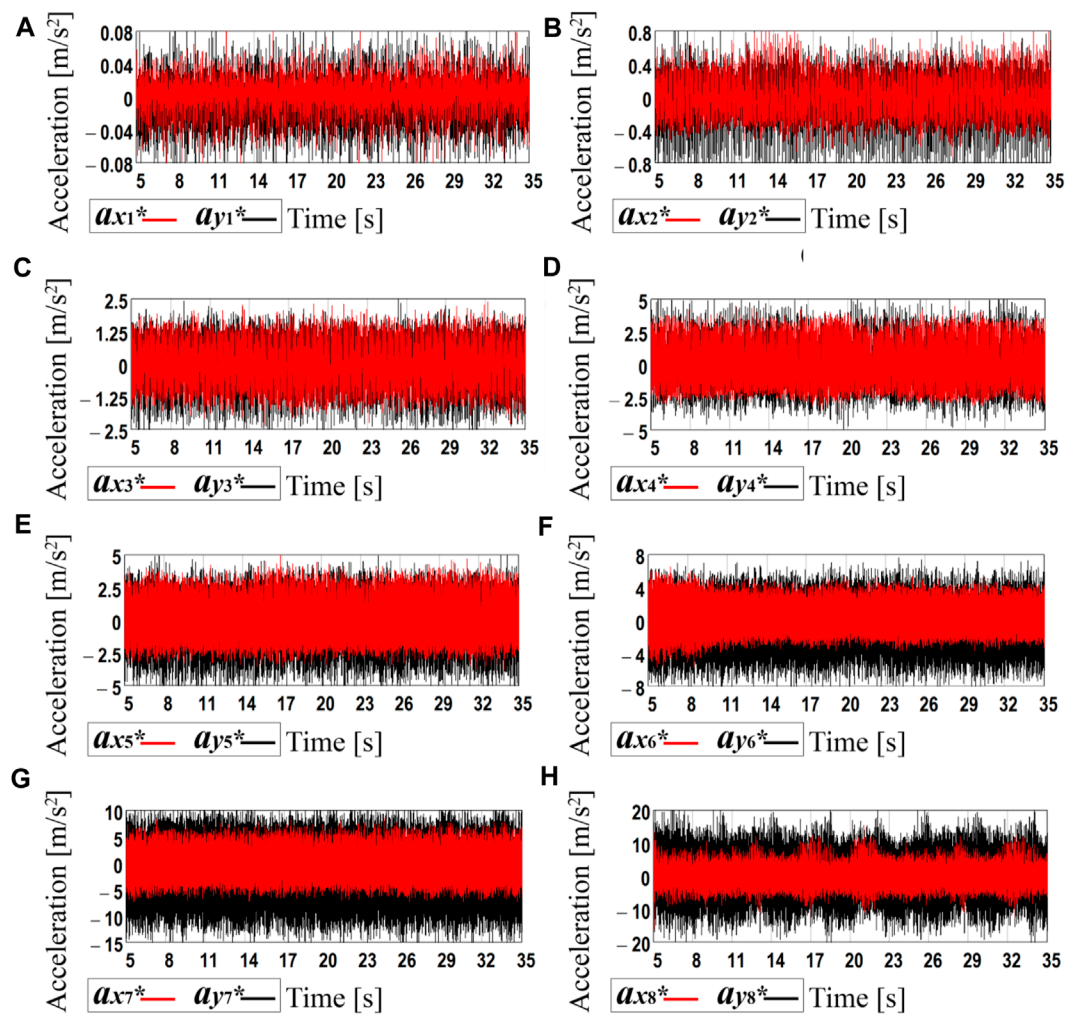 A
Acceleration [m/s²]
0.08
0.04
0
–0.04
–0.08
5 8 11 14 17 20 23 26 29 32 35
ax1* ay1* Time [s]
B
Acceleration [m/s²]
0.8
0.4
0
–0.4
0.8
5 8 11 14 17 20 23 26 29 32 35
ax2* ay2* Time [s]
C
Acceleration [m/s²]
2.5
1.25
0
–1.25
–2.5
5 8 11 14 17 20 23 26 29 32 35
ax3* ay3* Time [s]
D
Acceleration [m/s²]
5
2.5
0
–2.5
–5
5 8 11 14 17 20 23 26 29 32 35
ax4* ay4* Time [s]
E
Acceleration [m/s²]
5
2.5
0
–2.5
–5
5 8 11 14 17 20 23 26 29 32 35
ax5* ay5* Time [s]
F
Acceleration [m/s²]
8
4
0
–4
–8
5 8 11 14 17 20 23 26 29 32 35
ax6* ay6* Time [s]
G
Acceleration [m/s²]
10
5
0
–5
–10
–15
5 8 11 14 17 20 23 26 29 32 35
ax7* ay7* Time [s]
H
Acceleration [m/s²]
20
10
0
–10
–20
5 8 11 14 17 20 23 26 29 32 35
ax8* ay8* Time [s]